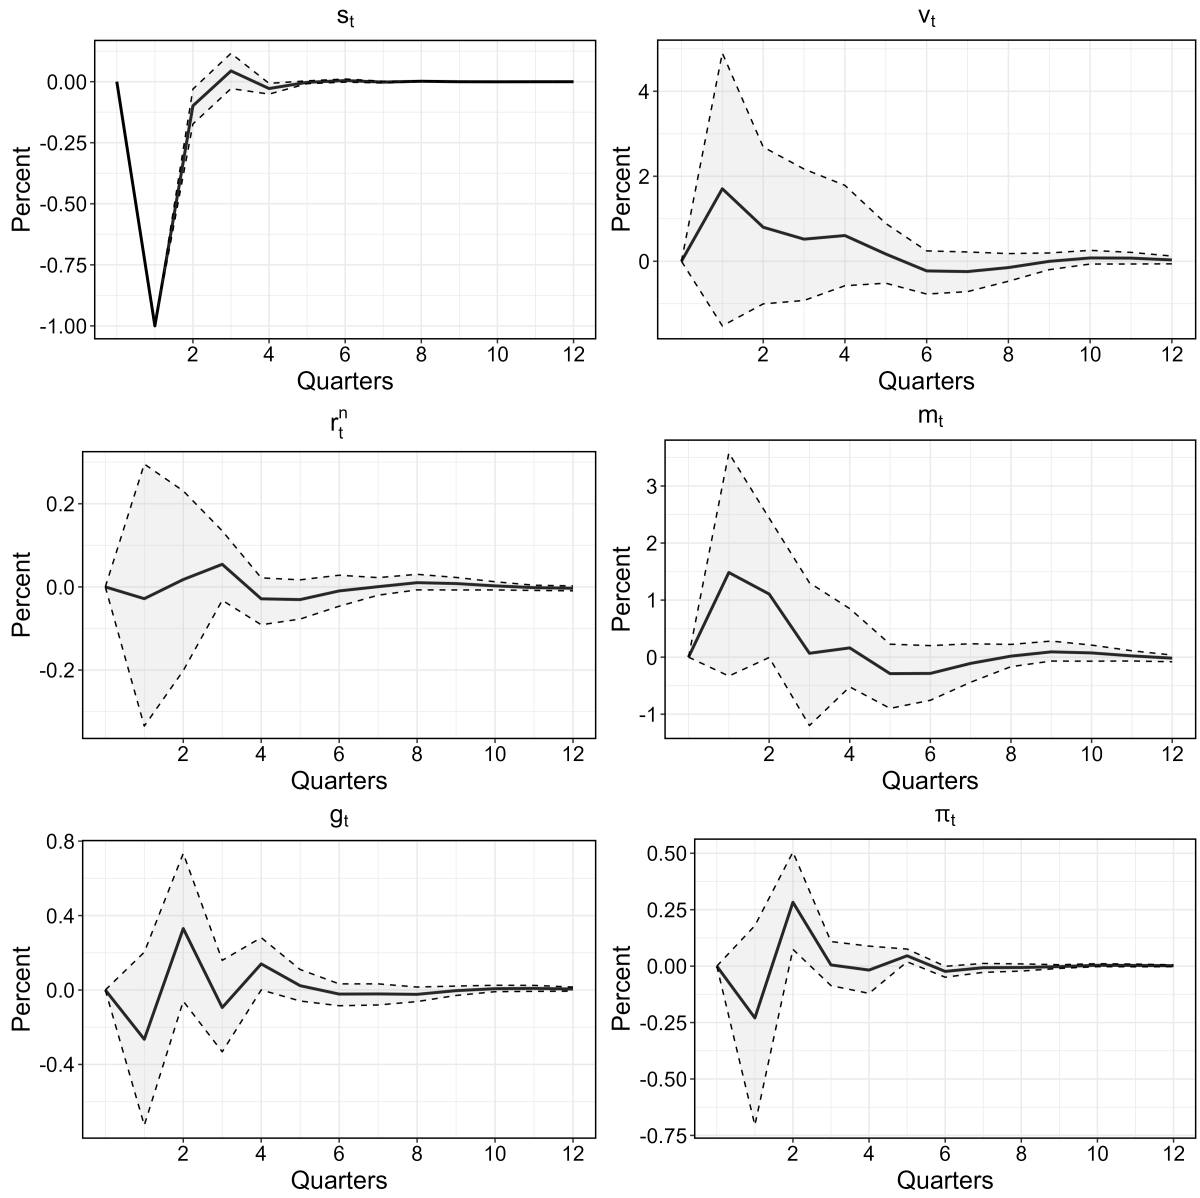 s_t
Percent
0.00
-0.25
-0.50
-0.75
-1.00
2 4 6 8 10 12
Quarters
v_t
Percent
4
2
0
2 4 6 8 10 12
Quarters
r_t^n
Percent
0.2
0.0
-0.2
2 4 6 8 10 12
Quarters
m_t
Percent
3
2
1
0
-1
2 4 6 8 10 12
Quarters
g_t
Percent
0.8
0.4
0.0
-0.4
2 4 6 8 10 12
Quarters
π_t
Percent
0.50
0.25
0.00
-0.25
-0.50
-0.75
2 4 6 8 10 12
Quarters